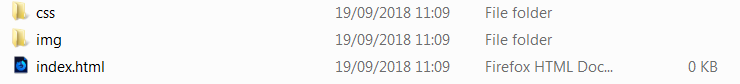 css 19/09/2018 11:09 File folder
img 19/09/2018 11:09 File folder
index.html 19/09/2018 11:09 Firefox HTML Doc... 0 KB